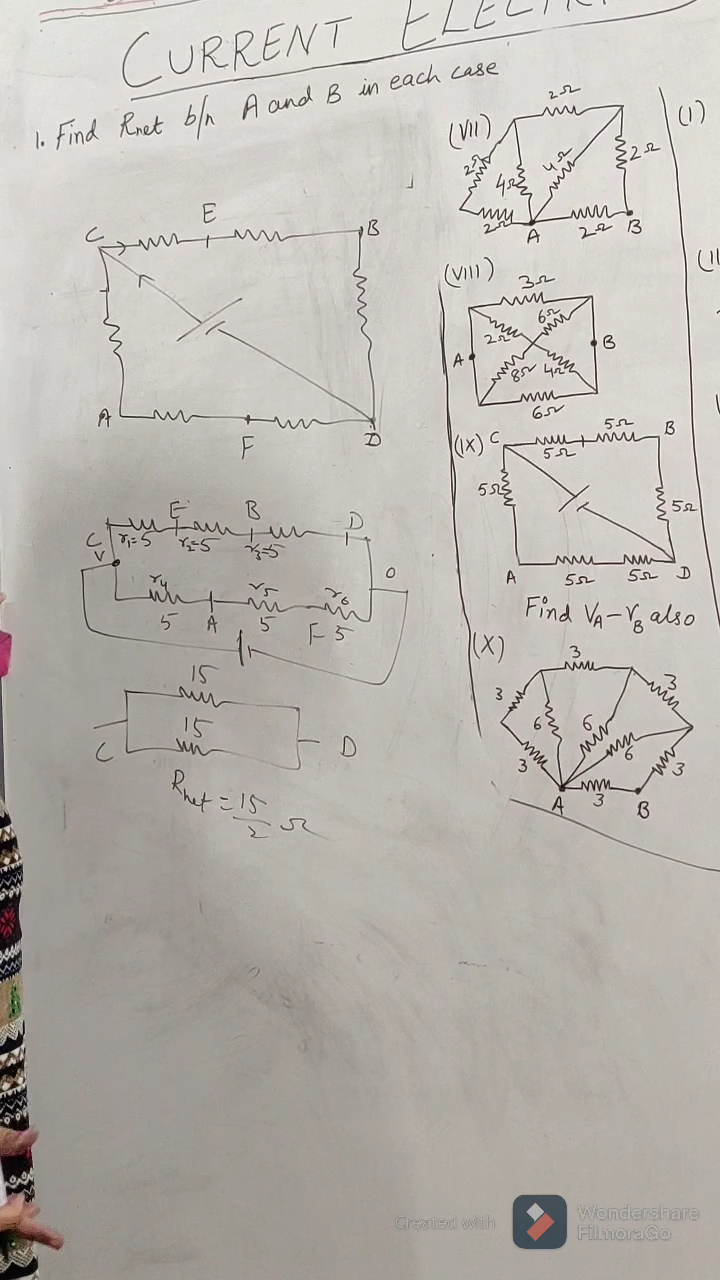 CURRENT
1. Find Rnet b/n A and B in each case
C E B
A F D
C E B D
V r₁=5 r₂=5 r₃=5 0
r₄ r₅ r₆
5 A 5 F 5
15
15
C D
Rnet = 15/2 Ω
(VII) 2Ω
2Ω 4Ω 4Ω 2Ω
2Ω A 2Ω B
(VIII) 3Ω
2Ω 6Ω
A B
8Ω 4Ω
6Ω
(IX) C 5Ω 5Ω B
5Ω 5Ω
A 5Ω 5Ω D
Find VA - VB also
(X) 3
3 3
6 6 6
3 3
A 3 B
(I)
(II
Created with
Wondershare
FilmoraGo